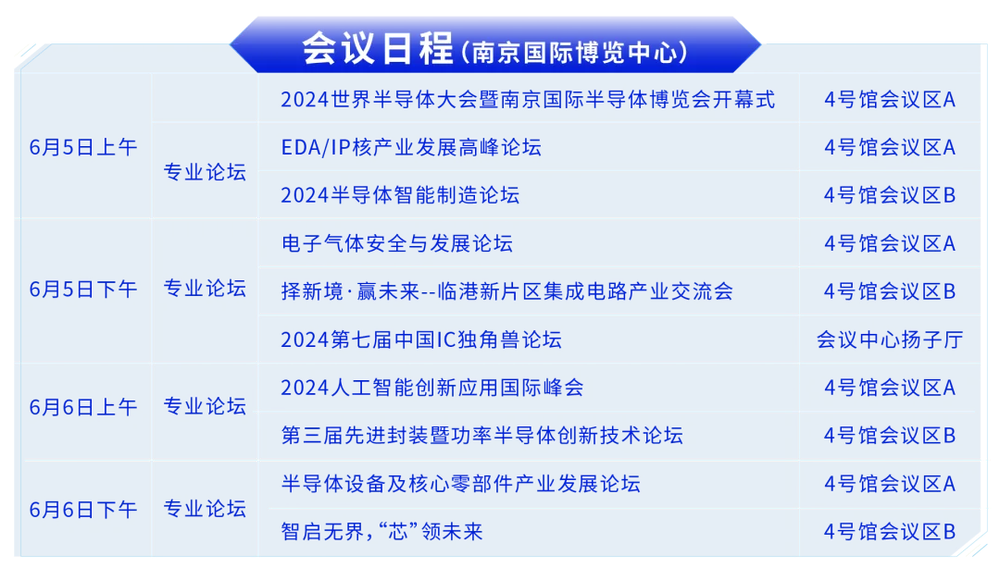 会议日程(南京国际博览中心)
6月5日上午
2024世界半导体大会暨南京国际半导体博览会开幕式 4号馆会议区A
专业论坛
EDA/IP核产业发展高峰论坛 4号馆会议区A
2024半导体智能制造论坛 4号馆会议区B
6月5日下午
专业论坛
电子气体安全与发展论坛 4号馆会议区A
择新境·赢未来--临港新片区集成电路产业交流会 4号馆会议区B
2024第七届中国IC独角兽论坛 会议中心扬子厅
6月6日上午
专业论坛
2024人工智能创新应用国际峰会 4号馆会议区A
第三届先进封装暨功率半导体创新技术论坛 4号馆会议区B
6月6日下午
专业论坛
半导体设备及核心零部件产业发展论坛 4号馆会议区A
智启无界，“芯”领未来 4号馆会议区B